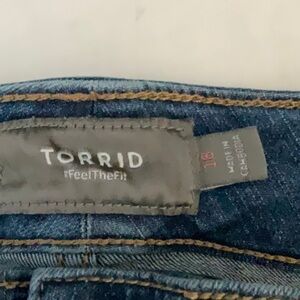 TORRID
#FeelTheFit
18
MADE IN
CAMBODIA